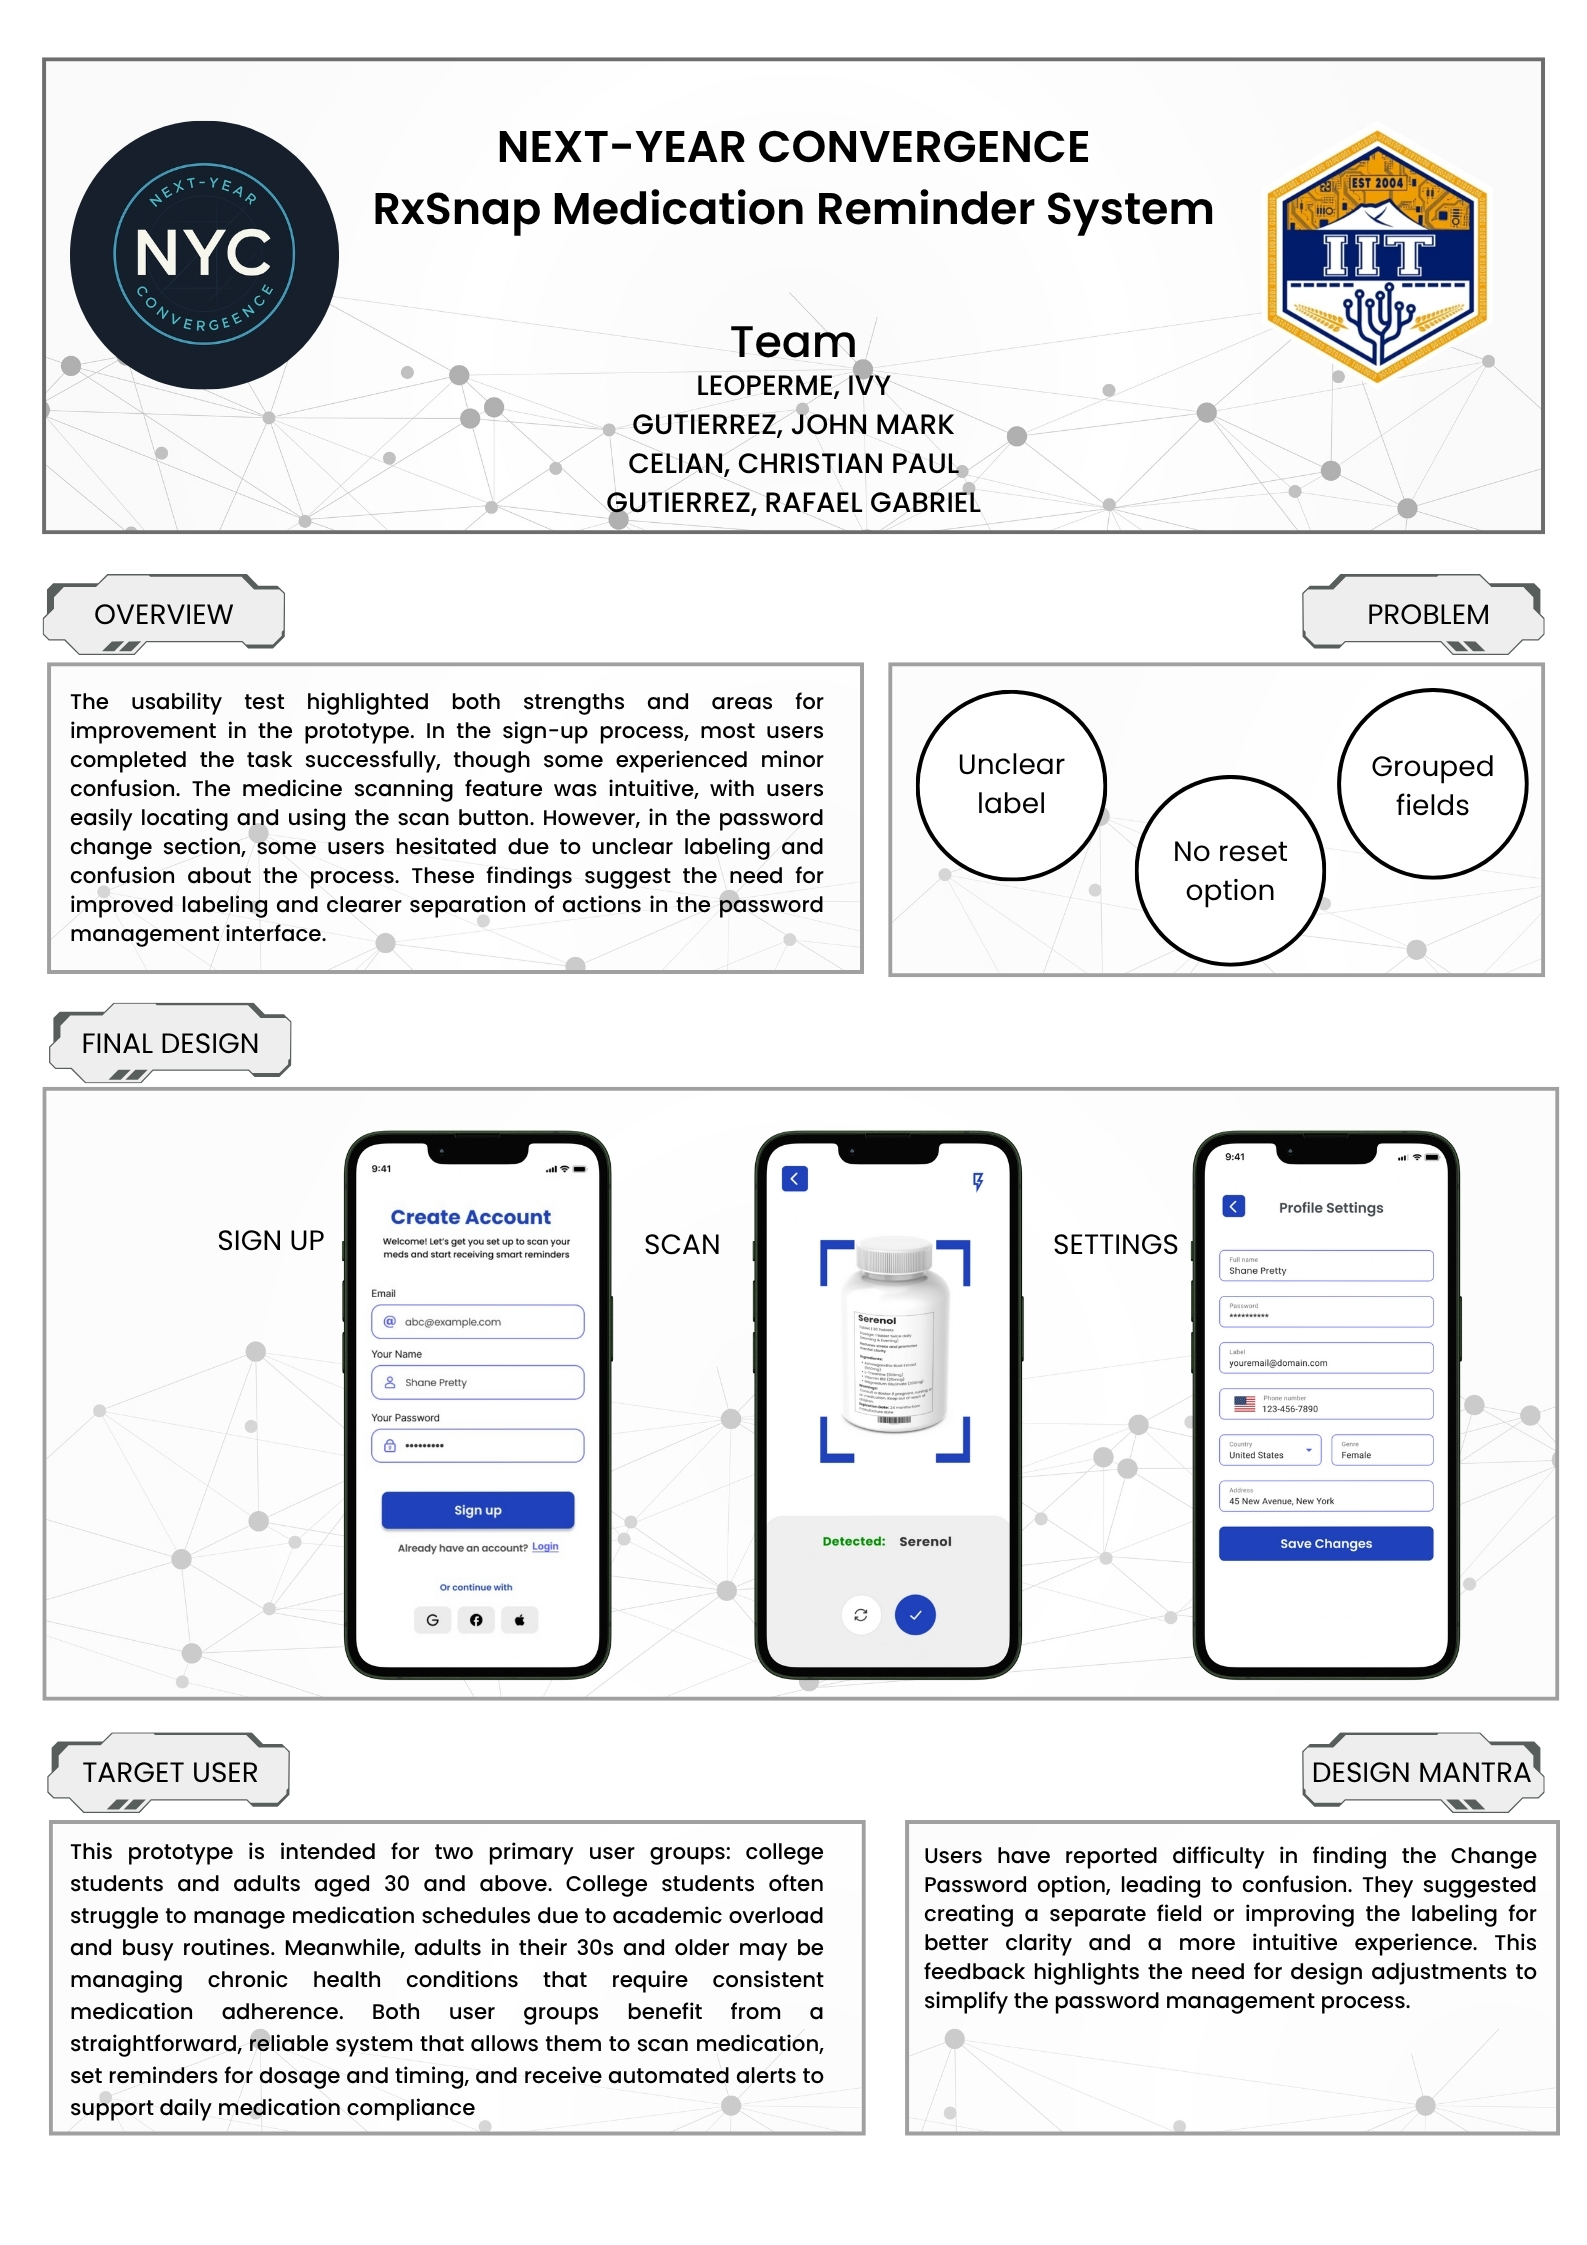 NEXT-YEAR
NYC
CONVERGEENCE
NEXT-YEAR CONVERGENCE
RxSnap Medication Reminder System
EST 2004
IIT
Team
LEOPERME, IVY
GUTIERREZ, JOHN MARK
CELIAN, CHRISTIAN PAUL
GUTIERREZ, RAFAEL GABRIEL
OVERVIEW
The usability test highlighted both strengths and areas for
improvement in the prototype. In the sign-up process, most users
completed the task successfully, though some experienced minor
confusion. The medicine scanning feature was intuitive, with users
easily locating and using the scan button. However, in the password
change section, some users hesitated due to unclear labeling and
confusion about the process. These findings suggest the need for
improved labeling and clearer separation of actions in the password
management interface.
PROBLEM
Unclear
label
No reset
option
Grouped
fields
FINAL DESIGN
SIGN UP
9:41
Create Account
Welcome! Let's get you set up to scan your
meds and start receiving smart reminders
Email
@ abc@example.com
Your Name
Shane Pretty
Your Password
•••••••••
Sign up
Already have an account? Login
Or continue with
SCAN
Serenol
Detected: Serenol
SETTINGS
9:41
Profile Settings
Full name
Shane Pretty
Password
**********
Label
youremail@domain.com
Phone number
123-456-7890
Country
United States
Genre
Female
Address
45 New Avenue, New York
Save Changes
TARGET USER
This prototype is intended for two primary user groups: college
students and adults aged 30 and above. College students often
struggle to manage medication schedules due to academic overload
and busy routines. Meanwhile, adults in their 30s and older may be
managing chronic health conditions that require consistent
medication adherence. Both user groups benefit from a
straightforward, reliable system that allows them to scan medication,
set reminders for dosage and timing, and receive automated alerts to
support daily medication compliance
DESIGN MANTRA
Users have reported difficulty in finding the Change
Password option, leading to confusion. They suggested
creating a separate field or improving the labeling for
better clarity and a more intuitive experience. This
feedback highlights the need for design adjustments to
simplify the password management process.